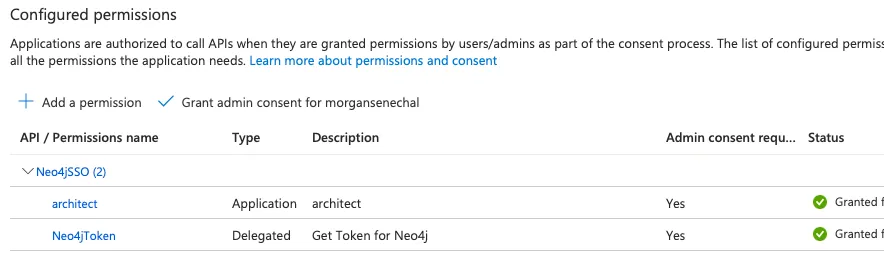 Configured permissions
Applications are authorized to call APIs when they are granted permissions by users/admins as part of the consent process. The list of configured
all the permissions the application needs. Learn more about permissions and consent
Add a permission Grant admin consent for morgansenechal
API / Permissions name Type Description Admin consent requ... Status
Neo4jSSO (2)
architect Application architect Yes Granted
Neo4jToken Delegated Get Token for Neo4j Yes Granted